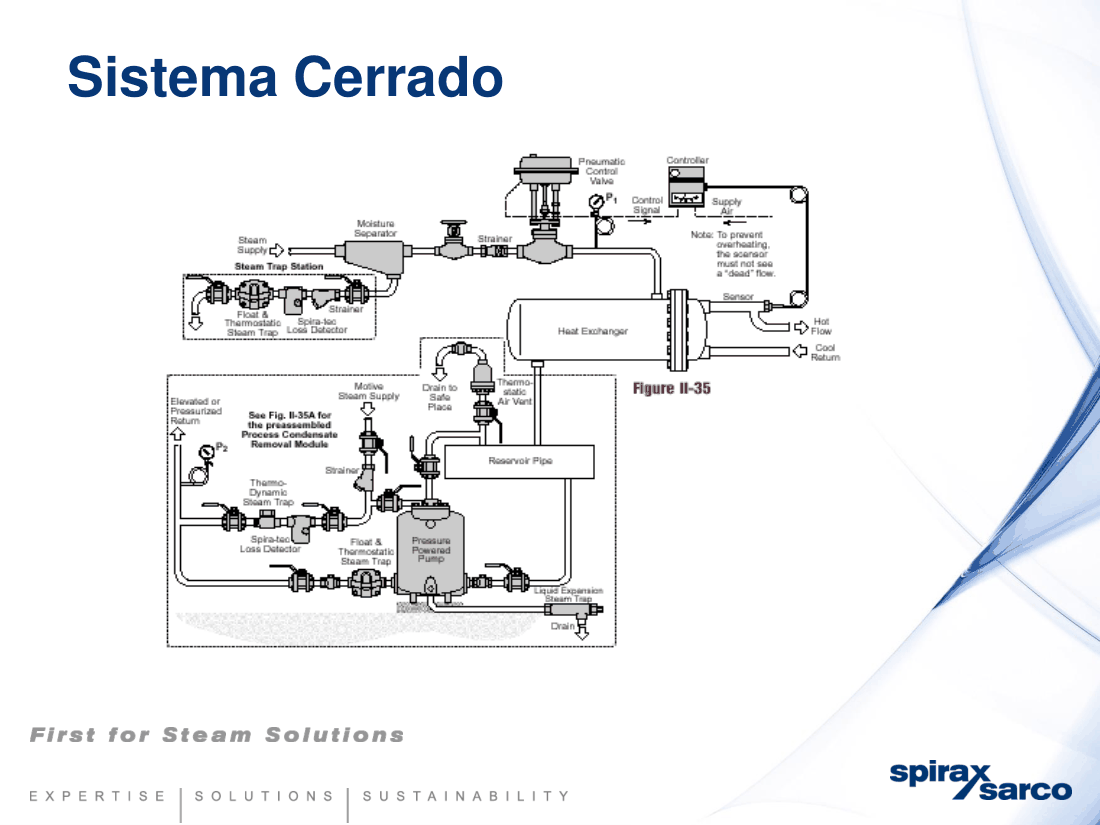 Sistema Cerrado
Pneumatic
Control
Valve
Controller
P1
Control
Signal
Supply
Air
Moisture
Separator
Steam
Supply
Strainer
Note: To prevent
overheating,
the scensor
must not see
a "dead" flow.
Steam Trap Station
Sensor
Strainer
Float &
Thermostatic
Steam Trap
Spira-tec
Loss Detector
Heat Exchanger
Hot
Flow
Cool
Return
Figure II-35
Motive
Steam Supply
Drain to
Safe
Place
Thermo-
static
Air Vent
Elevated or
Pressurized
Return
See Fig. II-35A for
the preassembled
Process Condensate
Removal Module
P2
Strainer
Reservoir Pipe
Thermo-
Dynamic
Steam Trap
Spira-tec
Loss Detector
Float &
Thermostatic
Steam Trap
Pressure
Powered
Pump
Liquid Expansion
Steam Trap
Drain
First for Steam Solutions
EXPERTISE SOLUTIONS SUSTAINABILITY
spirax
sarco